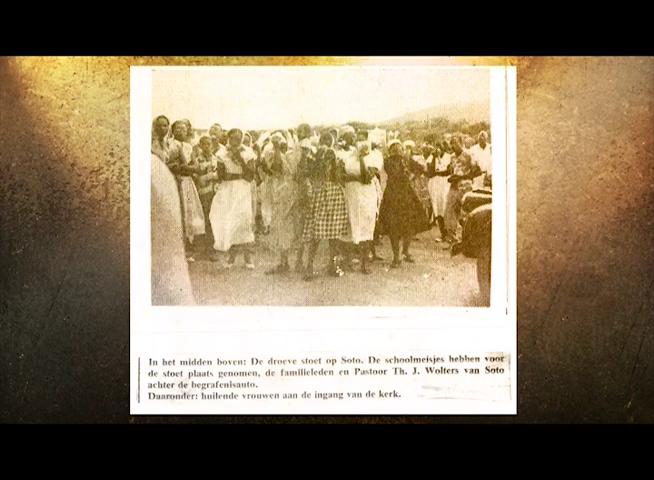 In het midden boven: De droeve stoet op Soto. De schoolmeisjes hebben voor
de stoet plaats genomen, de familieleden en Pastoor Th. J. Wolters van Soto
achter de begrafenisauto.
Daaronder: huilende vrouwen aan de ingang van de kerk.